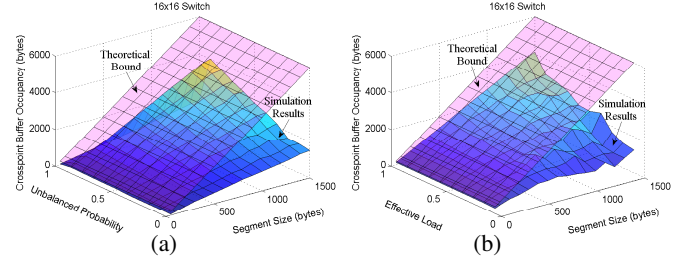 16x16 Switch
Crosspoint Buffer Occupancy (bytes)
6000
4000
2000
0
1
0.5
0
Unbalanced Probability
0
500
1000
1500
Segment Size (bytes)
Theoretical
Bound
Simulation
Results
(a)
16x16 Switch
Crosspoint Buffer Occupancy (bytes)
6000
4000
2000
0
1
0.5
0
Effective Load
0
500
1000
1500
Segment Size (bytes)
Theoretical
Bound
Simulation
Results
(b)